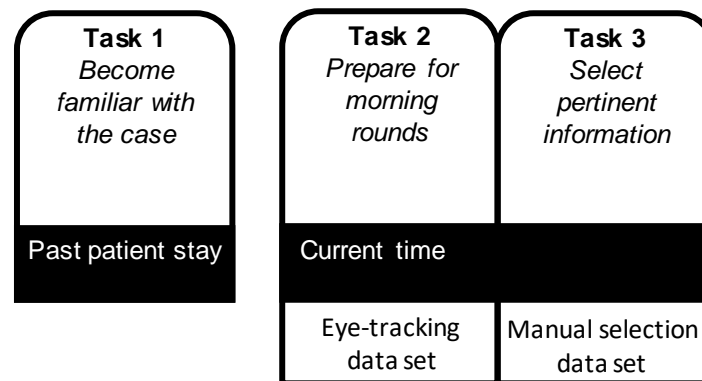 Task 1
Become
familiar with
the case
Past patient stay
Task 2
Prepare for
morning
rounds
Task 3
Select
pertinent
information
Current time
Eye-tracking
data set
Manual selection
data set